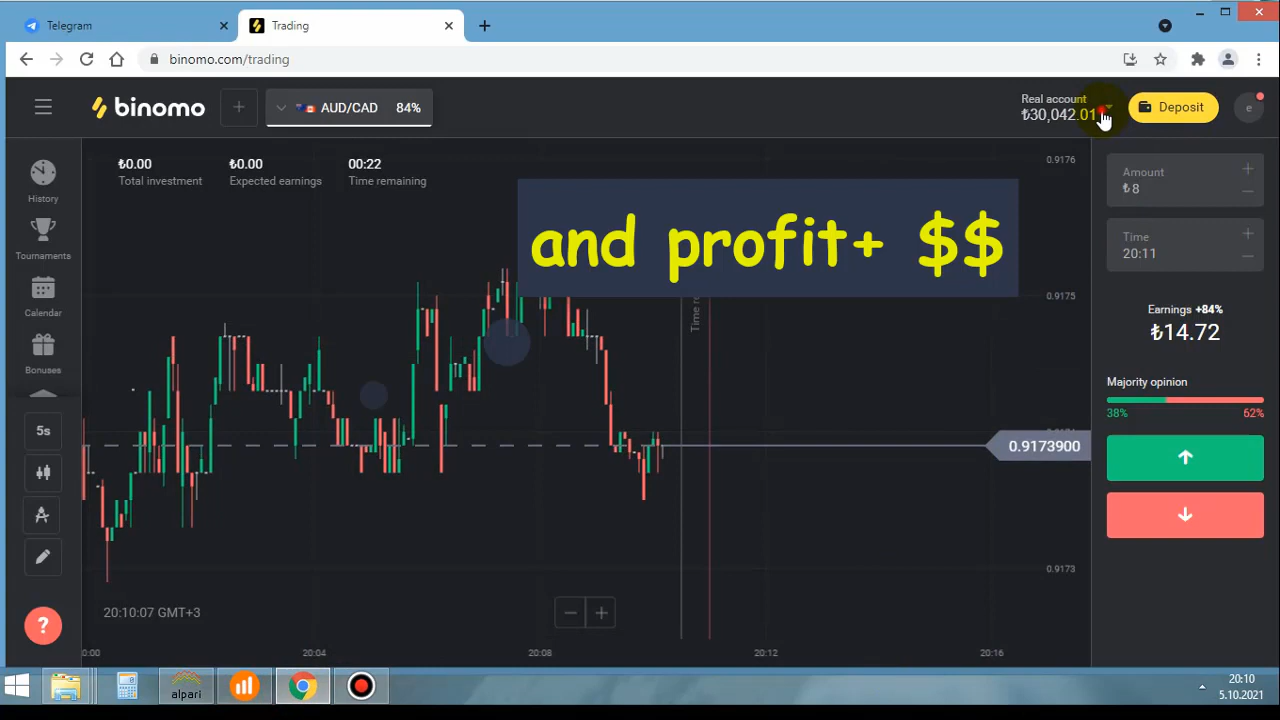 Telegram
Trading
binomo.com/trading
binomo
AUD/CAD 84%
Real account
₺30,042.01
Deposit
e
₺0.00
Total investment
₺0.00
Expected earnings
00:22
Time remaining
and profit+ $$
0.9176
0.9175
0.9173900
0.9173
Time r
History
Tournaments
Calendar
Bonuses
5s
?
Amount
₺8
Time
20:11
Earnings +84%
₺14.72
Majority opinion
38% 62%
20:10:07 GMT+3
:00 20:04 20:08 20:12 20:16
alpari
20:10
5.10.2021